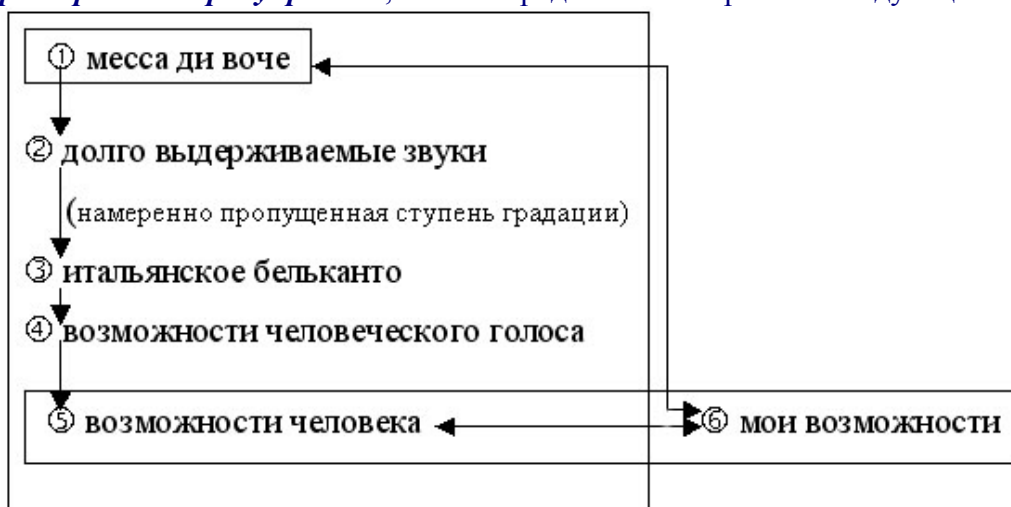 ① месса ди воче
② долго выдерживаемые звуки
(намеренно пропущенная ступень градации)
③ итальянское бельканто
④ возможности человеческого голоса
⑤ возможности человека ⑥ мои возможности